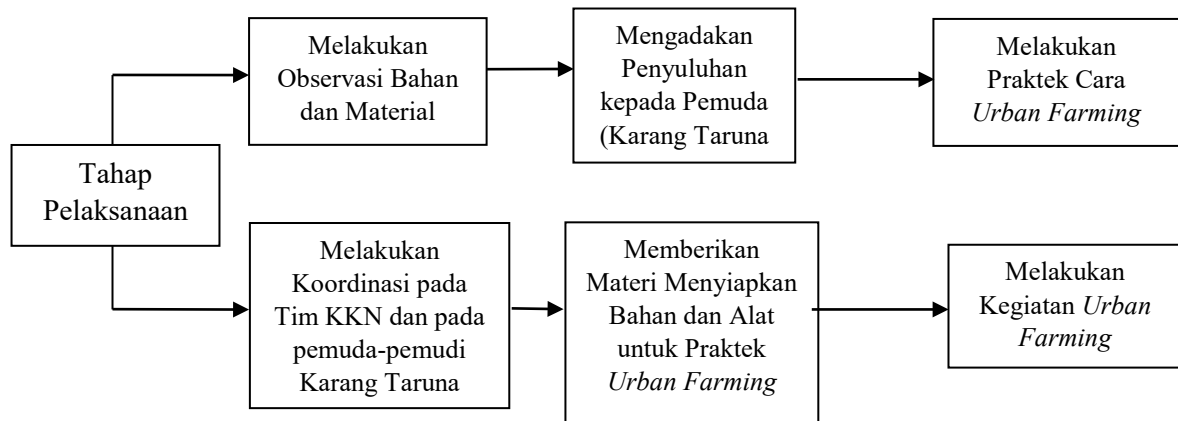 Tahap
Pelaksanaan
Melakukan
Observasi Bahan
dan Material
Mengadakan
Penyuluhan
kepada Pemuda
(Karang Taruna
Melakukan
Praktek Cara
Urban Farming
Melakukan
Koordinasi pada
Tim KKN dan pada
pemuda-pemudi
Karang Taruna
Memberikan
Materi Menyiapkan
Bahan dan Alat
untuk Praktek
Urban Farming
Melakukan
Kegiatan Urban
Farming